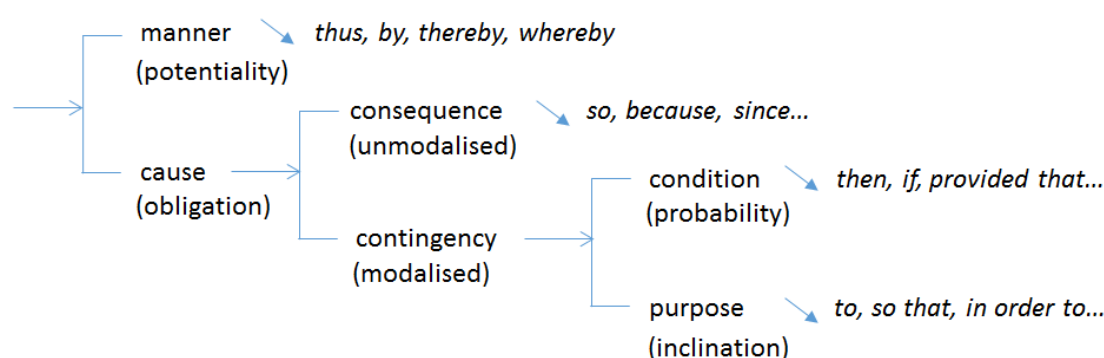 manner thus, by, thereby, whereby
(potentiality)
consequence so, because, since...
(unmodalised)
cause
(obligation)
condition then, if, provided that...
(probability)
contingency
(modalised)
purpose to, so that, in order to...
(inclination)